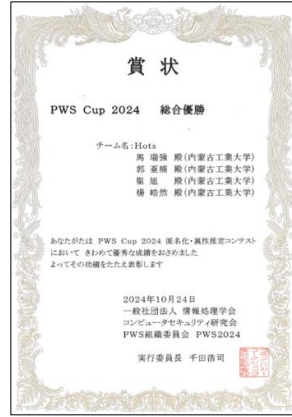 賞状
PWS Cup 2024 総合優勝
チーム名:Hots
馬 瑞強 殿(内蒙古工業大学)
郭 亜楠 殿(内蒙古工業大学)
崔 旭 殿(内蒙古工業大学)
楊 皓然 殿(内蒙古工業大学)
あなたがたは PWS Cup 2024 匿名化・属性推定コンテスト
において きわめて優秀な成績をおさめました
よってその功績をたたえ表彰します
2024年10月24日
一般社団法人 情報処理学会
コンピュータセキュリティ研究会
PWS組織委員会 PWS2024
実行委員長 千田浩司